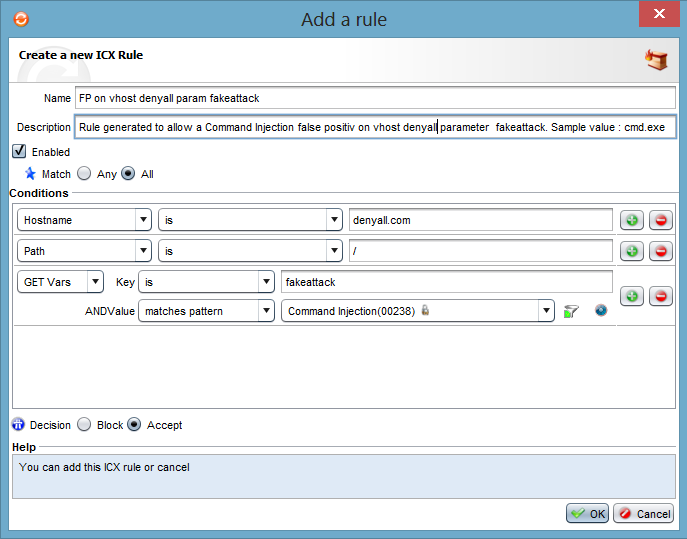 Add a rule
Create a new ICX Rule
Name FP on vhost denyall param fakeattack
Description Rule generated to allow a Command Injection false positiv on vhost denyall parameter fakeattack. Sample value : cmd.exe
Enabled
Match Any All
Conditions
Hostname is denyall.com
Path is /
GET Vars Key is fakeattack
ANDValue matches pattern Command Injection(00238)
Decision Block Accept
Help
You can add this ICX rule or cancel
OK Cancel